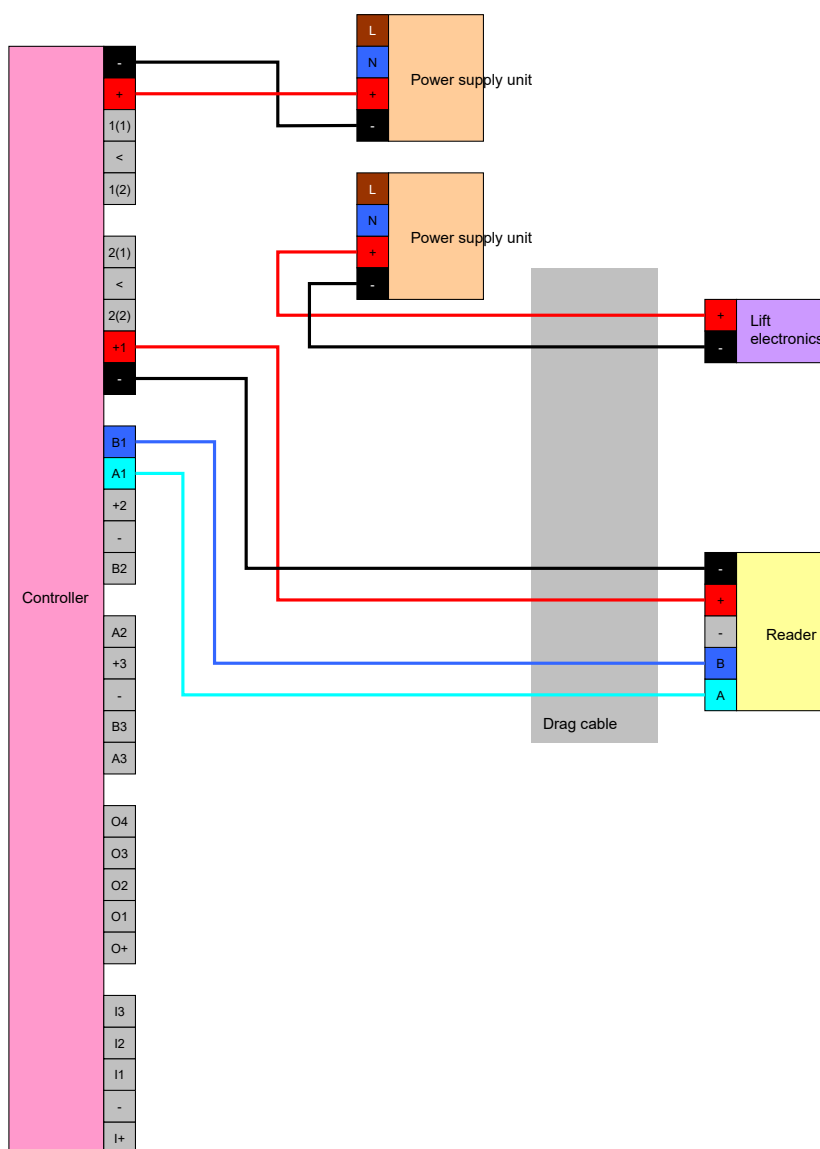 L
N
+
-
Power supply unit
-
+
1(1)
<
1(2)
L
N
+
-
Power supply unit
2(1)
<
2(2)
+1
-
+
-
Lift
electronics
B1
A1
+2
-
B2
Controller
-
+
-
B
A
Reader
Drag cable
A2
+3
-
B3
A3
O4
O3
O2
O1
O+
I3
I2
I1
-
I+